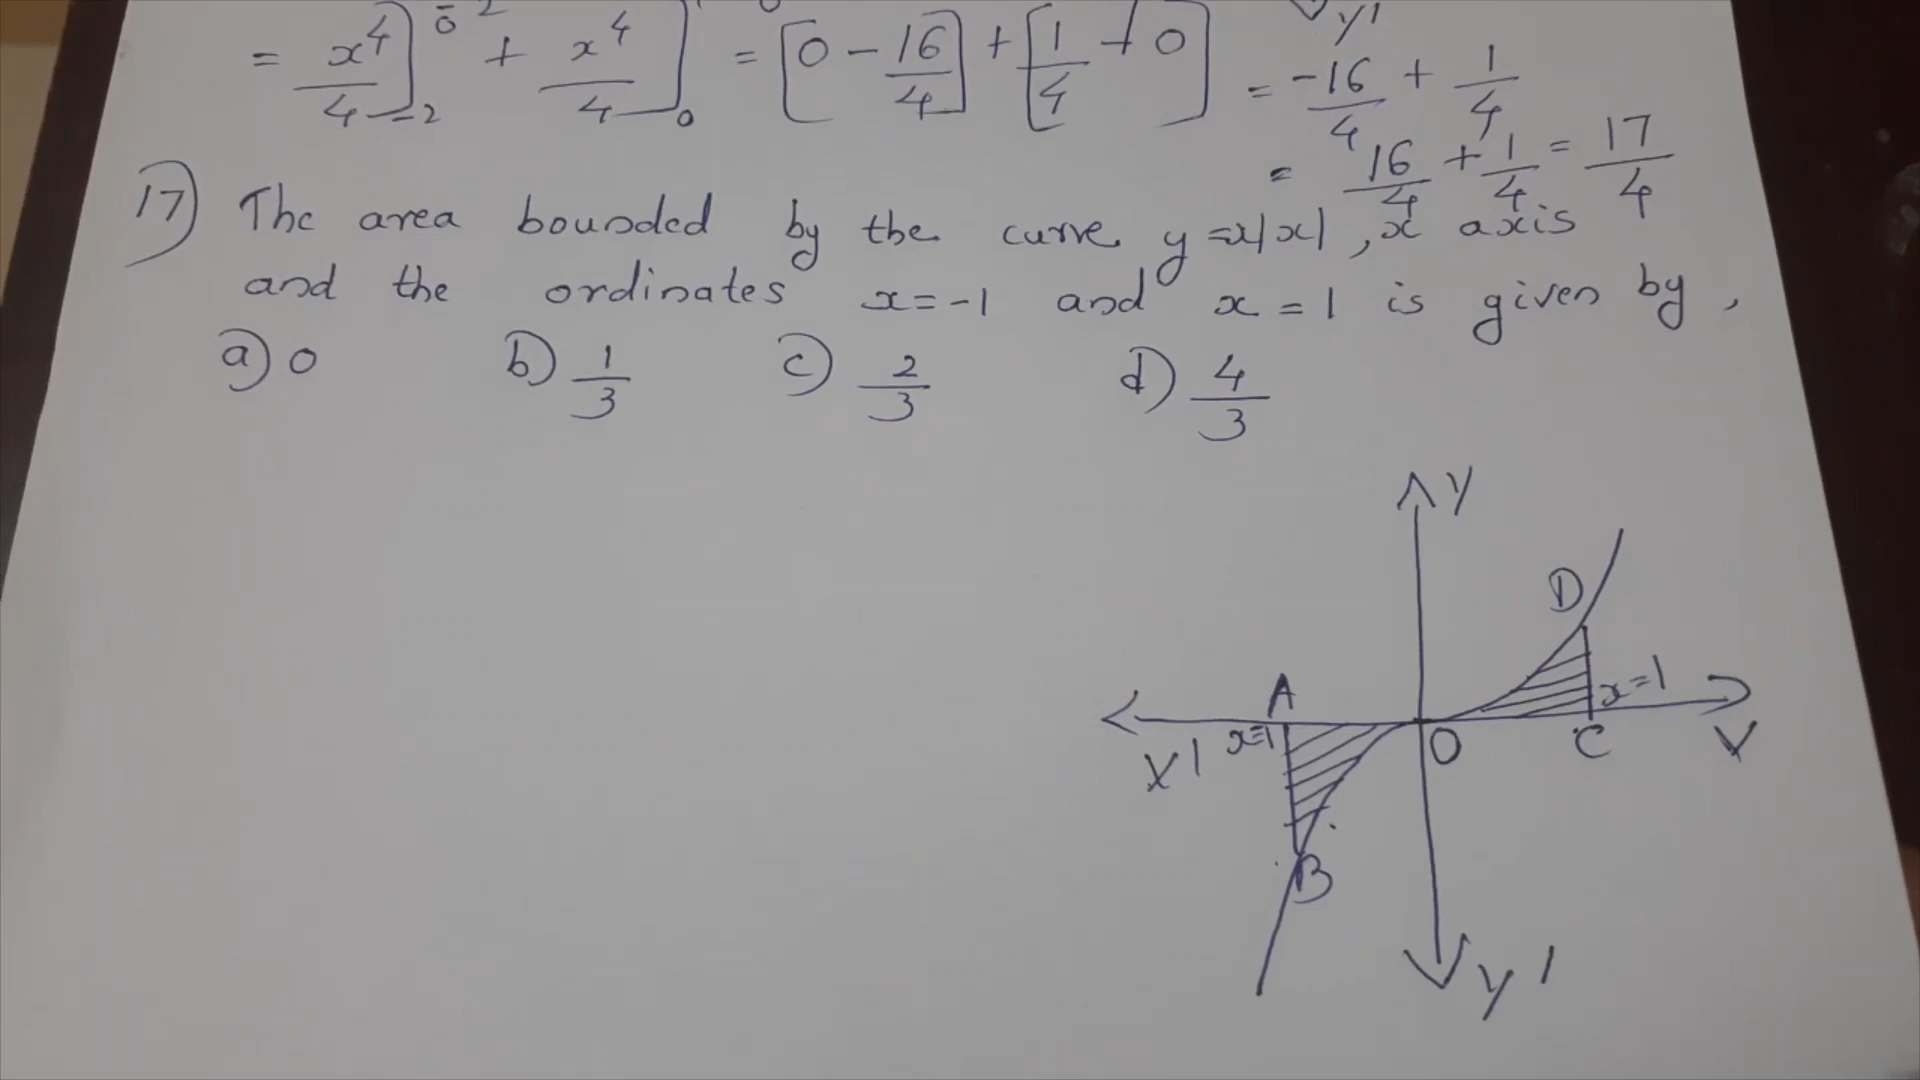 = x⁴/4]₋₂⁰ + x⁴/4]₀ = [0 - 16/4] + [1/4 - 0] = -16/4 + 1/4
= 16/4 + 1/4 = 17/4
17) The area bounded by the curve y = x|x|, x axis
and the ordinates x = -1 and x = 1 is given by,
a) 0 b) 1/3 c) 2/3 d) 4/3
Y
D
A
x=1
x=1
X'
O
C
X
B
Y'